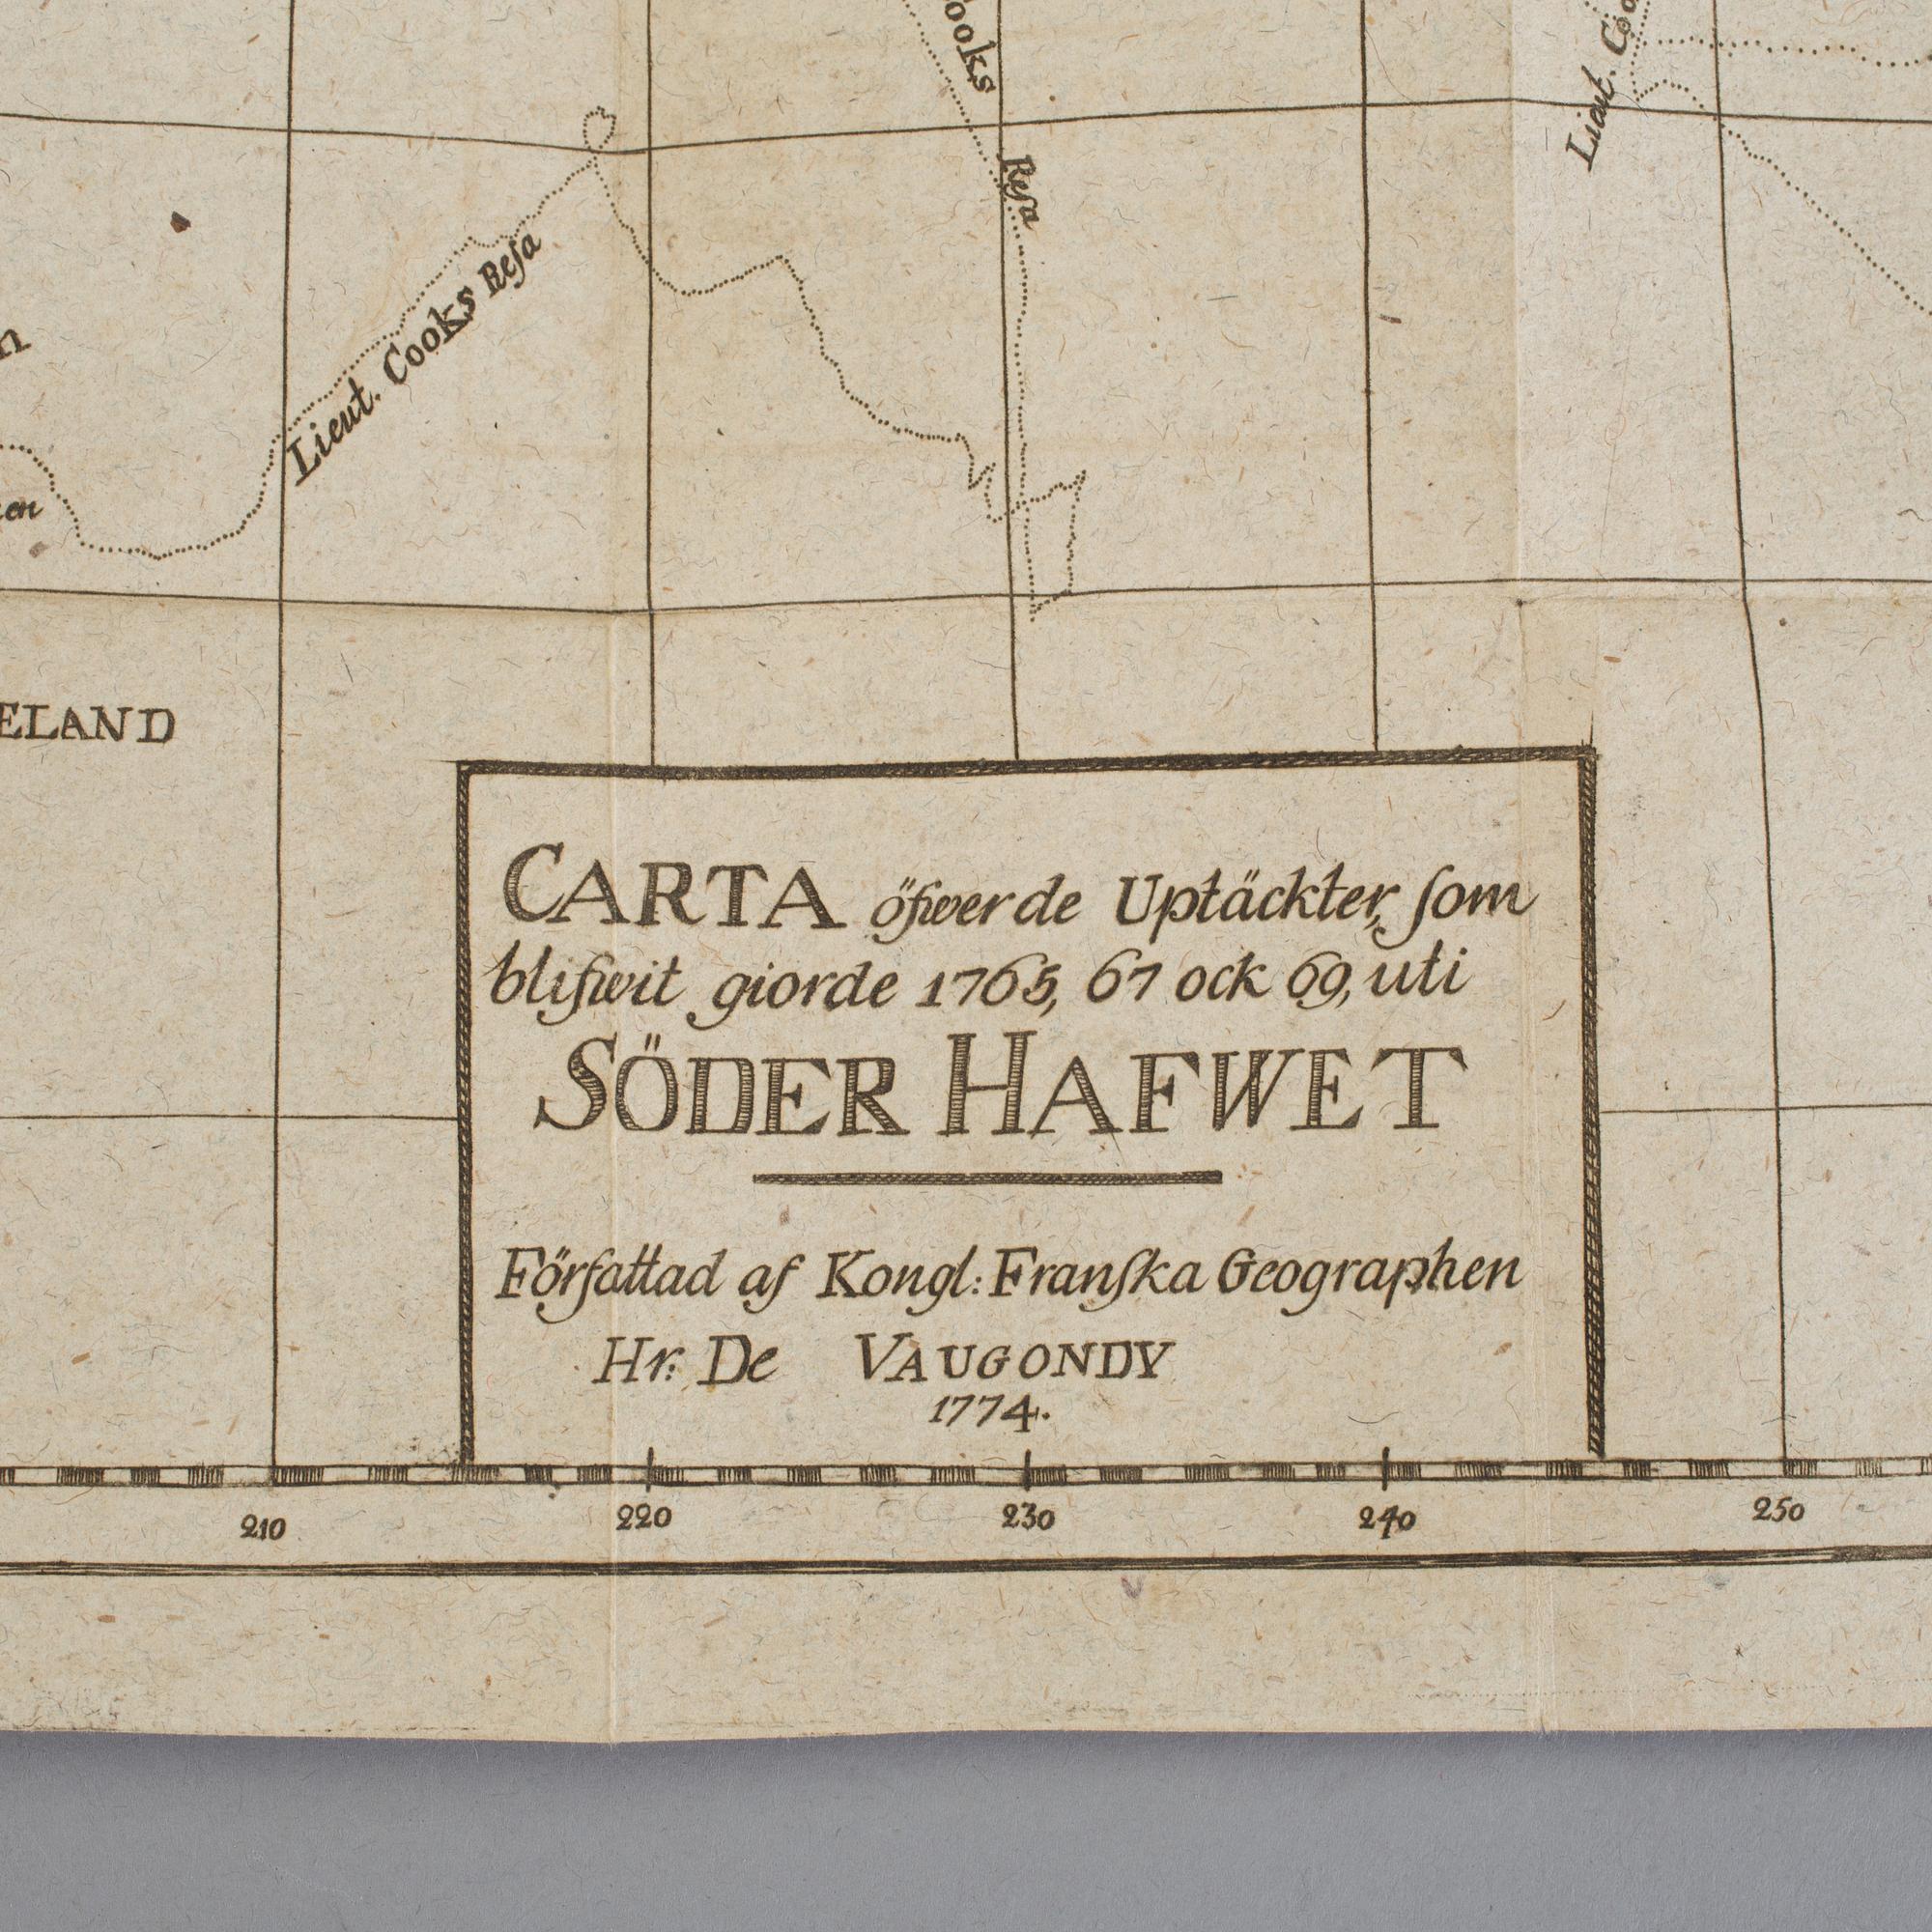 ooks
Reſa
Lieut. Coo
Lieut. Cooks Reſa
n
en
ELAND
CARTA öfwer de Uptäckter, ſom
blifwit giorde 1765, 67 ock 69, uti
SÖDER HAFWET
Författad af Kongl: Franſka Geographen
Hr: De VAUGONDY
1774.
210 220 230 240 250